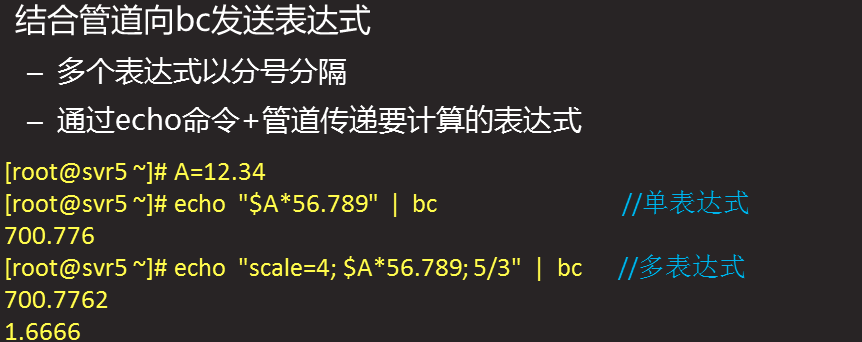 结合管道向bc发送表达式
– 多个表达式以分号分隔
– 通过echo命令+管道传递要计算的表达式
[root@svr5 ~]# A=12.34
[root@svr5 ~]# echo "$A*56.789" | bc //单表达式
700.776
[root@svr5 ~]# echo "scale=4; $A*56.789; 5/3" | bc //多表达式
700.7762
1.6666